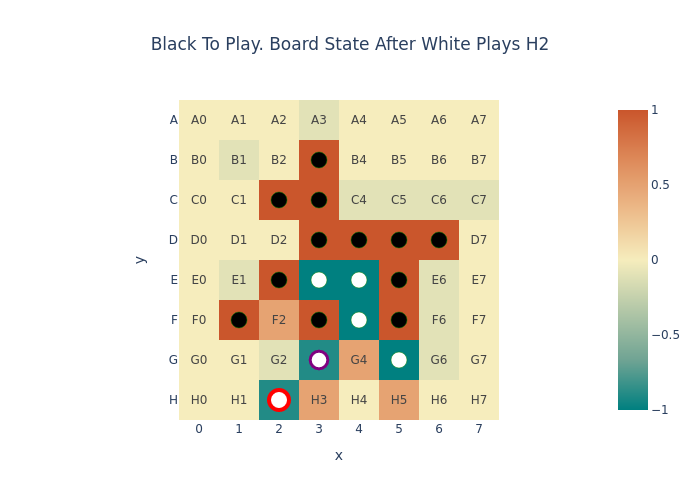 Black To Play. Board State After White Plays H2
A A0 A1 A2 A3 A4 A5 A6 A7
B B0 B1 B2 B4 B5 B6 B7
C C0 C1 C4 C5 C6 C7
D D0 D1 D2 D7
E E0 E1 E6 E7
F F0 F2 F6 F7
G G0 G1 G2 G4 G6 G7
H H0 H1 H3 H4 H5 H6 H7
0 1 2 3 4 5 6 7
x
y
1
0.5
0
−0.5
−1